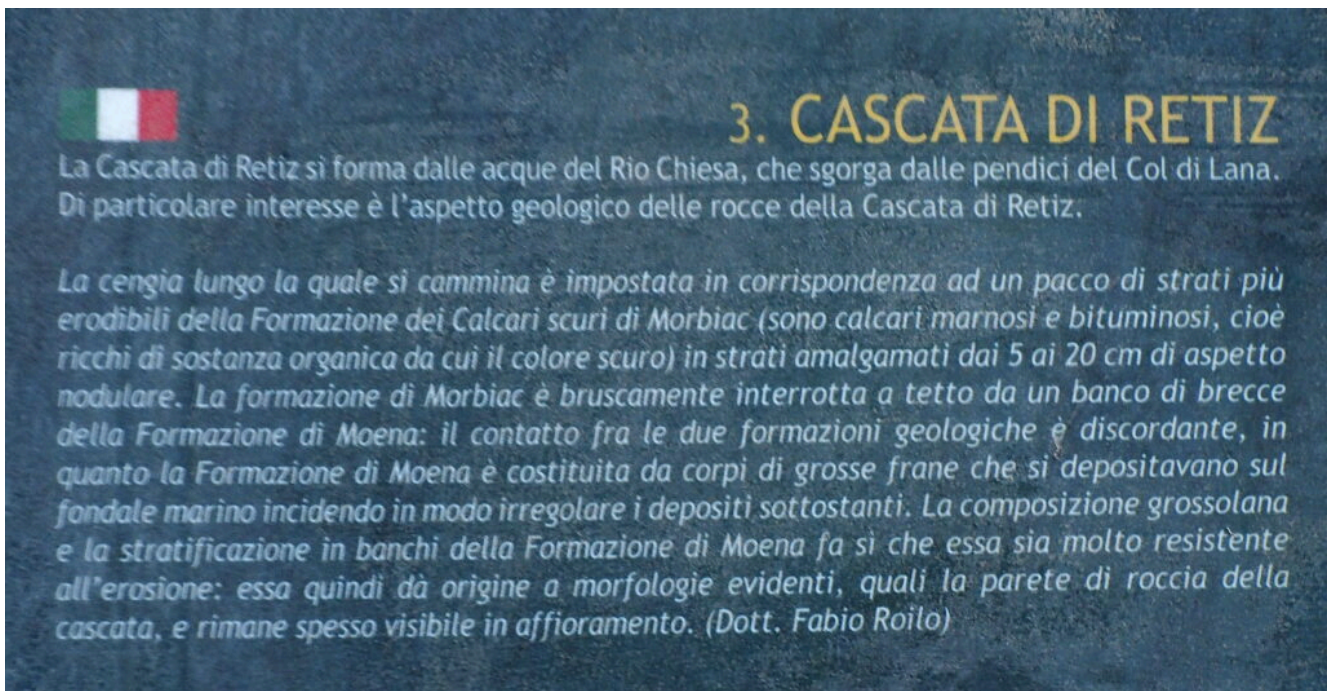 3. CASCATA DI RETIZ
La Cascata di Retiz si forma dalle acque del Rio Chiesa, che sgorga dalle pendici del Col di Lana.
Di particolare interesse è l'aspetto geologico delle rocce della Cascata di Retiz.
La cengia lungo la quale si cammina è impostata in corrispondenza ad un pacco di strati più
erodibili della Formazione dei Calcari scuri di Morbiac (sono calcari marnosi e bituminosi, cioè
ricchi di sostanza organica da cui il colore scuro) in strati amalgamati dai 5 ai 20 cm di aspetto
nodulare. La formazione di Morbiac è bruscamente interrotta a tetto da un banco di brecce
della Formazione di Moena: il contatto fra le due formazioni geologiche è discordante, in
quanto la Formazione di Moena è costituita da corpi di grosse frane che si depositavano sul
fondale marino incidendo in modo irregolare i depositi sottostanti. La composizione grossolana
e la stratificazione in banchi della Formazione di Moena fa sì che essa sia molto resistente
all'erosione: essa quindi dà origine a morfologie evidenti, quali la parete di roccia della
cascata, e rimane spesso visibile in affioramento. (Dott. Fabio Roilo)